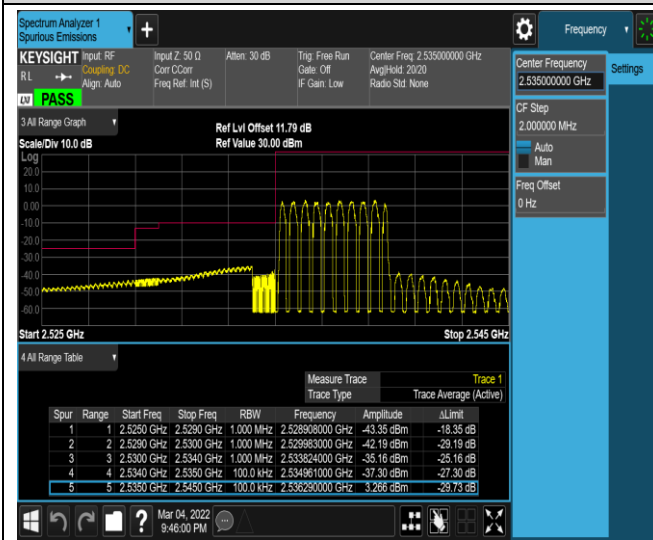 Spectrum Analyzer 1
Spurious Emissions
+
Frequency
KEYSIGHT
RL
Input: RF
Coupling: DC
Align: Auto
Input Z: 50 Ω
Corr CCorr
Freq Ref: Int (S)
Atten: 30 dB
Trig: Free Run
Gate: Off
IF Gain: Low
Center Freq: 2.535000000 GHz
Avg|Hold: 20/20
Radio Std: None
LXI PASS
Center Frequency
2.535000000 GHz
Settings
CF Step
2.000000 MHz
Auto
Man
Freq Offset
0 Hz
3 All Range Graph
Scale/Div 10.0 dB
Ref Lvl Offset 11.79 dB
Ref Value 30.00 dBm
Log
20.0
10.0
0.00
-10.0
-20.0
-30.0
-40.0
-50.0
-60.0
Start 2.525 GHz
Stop 2.545 GHz
4 All Range Table
Measure Trace Trace 1
Trace Type Trace Average (Active)
Spur Range Start Freq Stop Freq RBW Frequency Amplitude ΔLimit
1 1 2.5250 GHz 2.5290 GHz 1.000 MHz 2.528908000 GHz -43.35 dBm -18.35 dB
2 2 2.5290 GHz 2.5300 GHz 1.000 MHz 2.529983000 GHz -42.19 dBm -29.19 dB
3 3 2.5300 GHz 2.5340 GHz 1.000 MHz 2.533824000 GHz -35.16 dBm -25.16 dB
4 4 2.5340 GHz 2.5350 GHz 100.0 kHz 2.534961000 GHz -37.30 dBm -27.30 dB
5 5 2.5350 GHz 2.5450 GHz 100.0 kHz 2.536290000 GHz 3.266 dBm -29.73 dB
?
Mar 04, 2022
9:46:00 PM